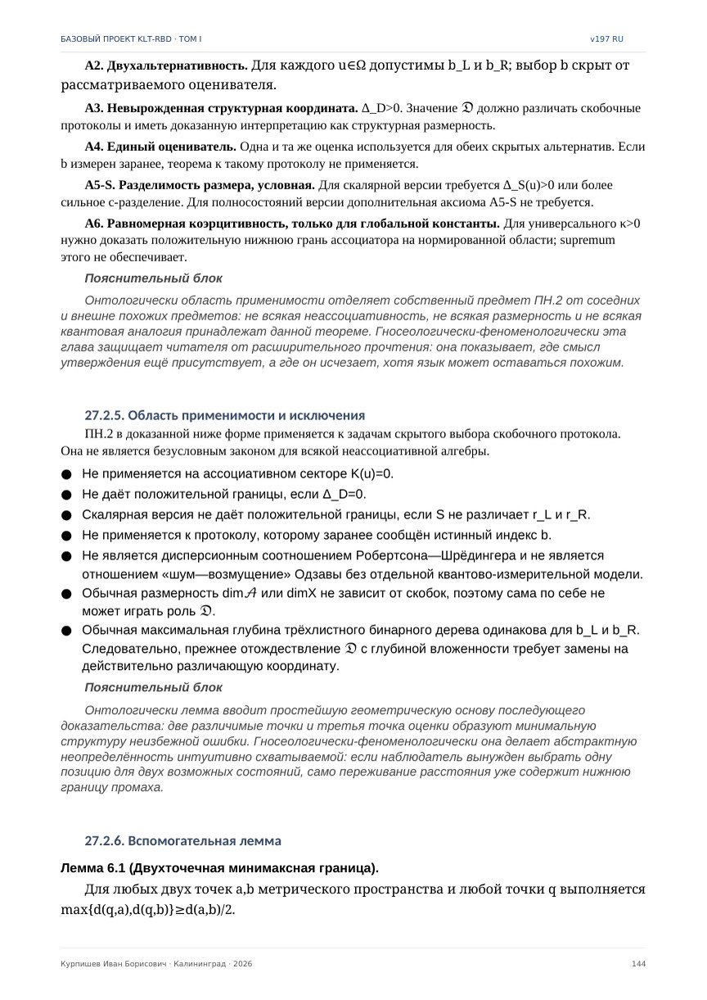 БАЗОВЫЙ ПРОЕКТ KLT-RBD · ТОМ I
v197 RU
A2. Двухальтернативность. Для каждого u∈Ω допустимы b_L и b_R; выбор b скрыт от
рассматриваемого оценивателя.
A3. Невырожденная структурная координата. Δ_D>0. Значение 𝔇 должно различать скобочные
протоколы и иметь доказанную интерпретацию как структурная размерность.
A4. Единый оцениватель. Одна и та же оценка используется для обеих скрытых альтернатив. Если
b измерен заранее, теорема к такому протоколу не применяется.
A5-S. Разделимость размера, условная. Для скалярной версии требуется Δ_S(u)>0 или более
сильное c-разделение. Для полносостояний версии дополнительная аксиома A5-S не требуется.
A6. Равномерная коэрцитивность, только для глобальной константы. Для универсального κ>0
нужно доказать положительную нижнюю грань ассоциатора на нормированной области; supremum
этого не обеспечивает.
Пояснительный блок
Онтологически область применимости отделяет собственный предмет ПН.2 от соседних
и внешне похожих предметов: не всякая неассоциативность, не всякая размерность и не всякая
квантовая аналогия принадлежат данной теореме. Гносеологически-феноменологически эта
глава защищает читателя от расширительного прочтения: она показывает, где смысл
утверждения ещё присутствует, а где он исчезает, хотя язык может оставаться похожим.
27.2.5. Область применимости и исключения
ПН.2 в доказанной ниже форме применяется к задачам скрытого выбора скобочного протокола.
Она не является безусловным законом для всякой неассоциативной алгебры.
● Не применяется на ассоциативном секторе K(u)=0.
● Не даёт положительной границы, если Δ_D=0.
● Скалярная версия не даёт положительной границы, если S не различает r_L и r_R.
● Не применяется к протоколу, которому заранее сообщён истинный индекс b.
● Не является дисперсионным соотношением Робертсона—Шрёдингера и не является
отношением «шум—возмущение» Одзавы без отдельной квантово-измерительной модели.
● Обычная размерность dim𝒜 или dimX не зависит от скобок, поэтому сама по себе не
может играть роль 𝔇.
● Обычная максимальная глубина трёхлистного бинарного дерева одинакова для b_L и b_R.
Следовательно, прежнее отождествление 𝔇 с глубиной вложенности требует замены на
действительно различающую координату.
Пояснительный блок
Онтологически лемма вводит простейшую геометрическую основу последующего
доказательства: две различимые точки и третья точка оценки образуют минимальную
структуру неизбежной ошибки. Гносеологически-феноменологически она делает абстрактную
неопределённость интуитивно схватываемой: если наблюдатель вынужден выбрать одну
позицию для двух возможных состояний, само переживание расстояния уже содержит нижнюю
границу промаха.
27.2.6. Вспомогательная лемма
Лемма 6.1 (Двухточечная минимаксная граница).
Для любых двух точек a,b метрического пространства и любой точки q выполняется
max{d(q,a),d(q,b)}≥d(a,b)/2.
Курпишев Иван Борисович · Калининград · 2026
144